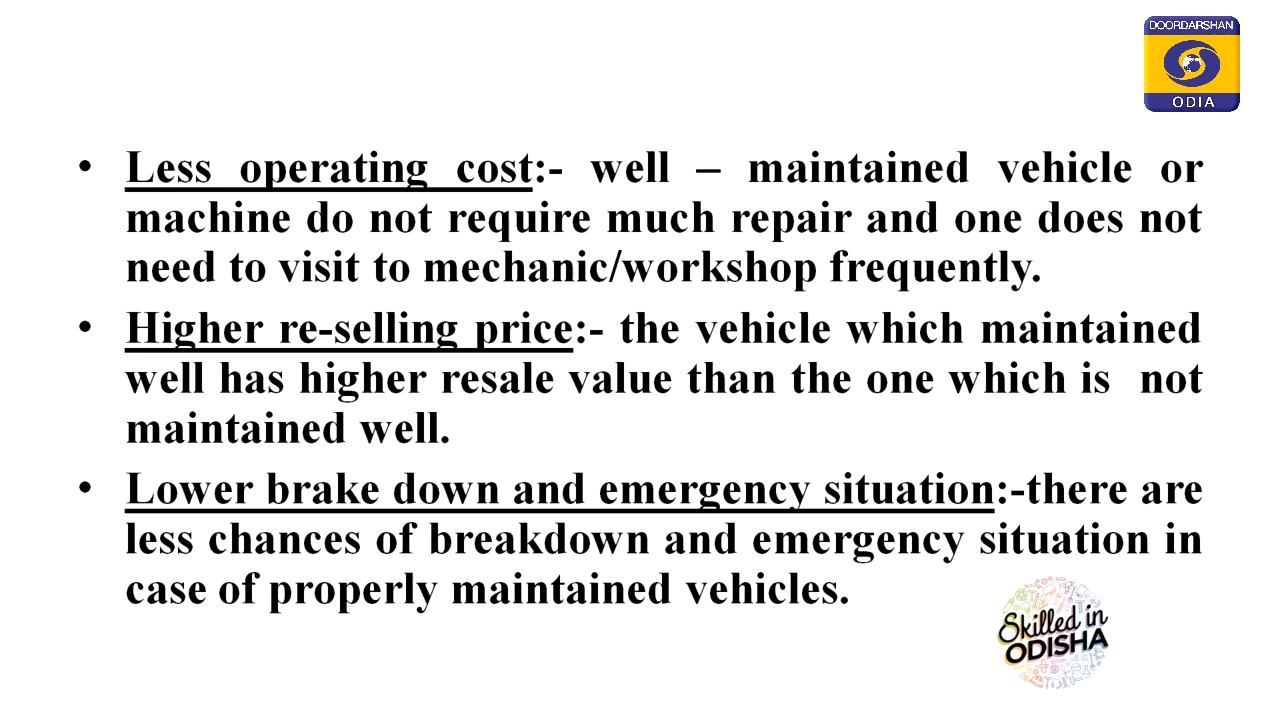 DOORDARSHAN
ODIA
• Less operating cost:- well – maintained vehicle or
machine do not require much repair and one does not
need to visit to mechanic/workshop frequently.
• Higher re-selling price:- the vehicle which maintained
well has higher resale value than the one which is  not
maintained well.
• Lower brake down and emergency situation:-there are
less chances of breakdown and emergency situation in
case of properly maintained vehicles.
Skilled in
ODISHA